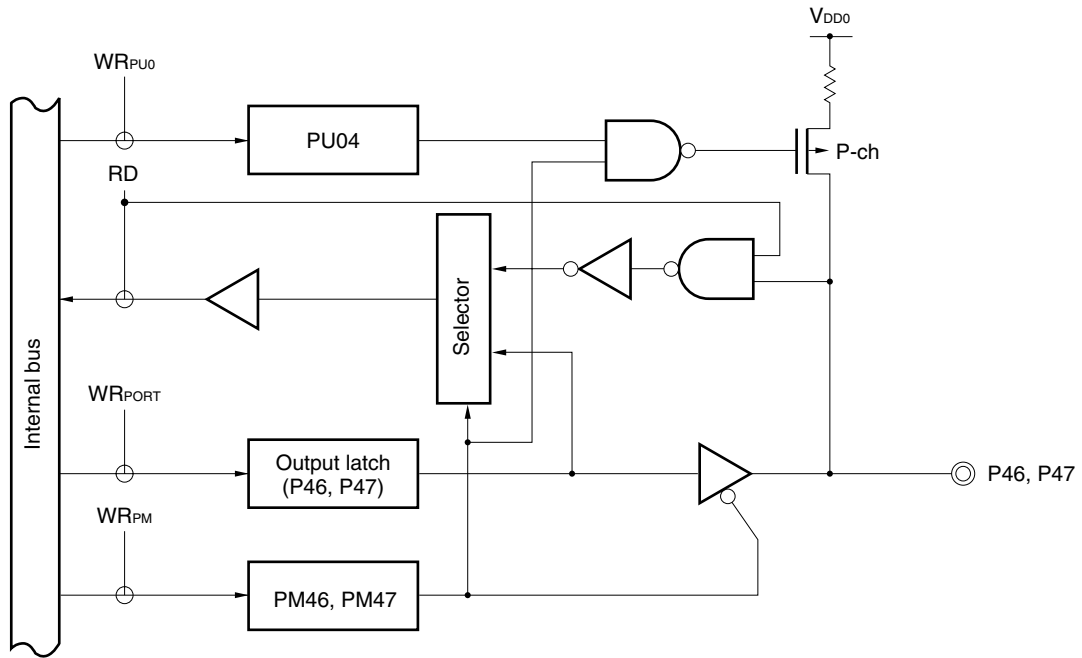 VDD0
WRPU0
PU04
P-ch
RD
Selector
Internal bus
WRPORT
Output latch
(P46, P47)
P46, P47
WRPM
PM46, PM47